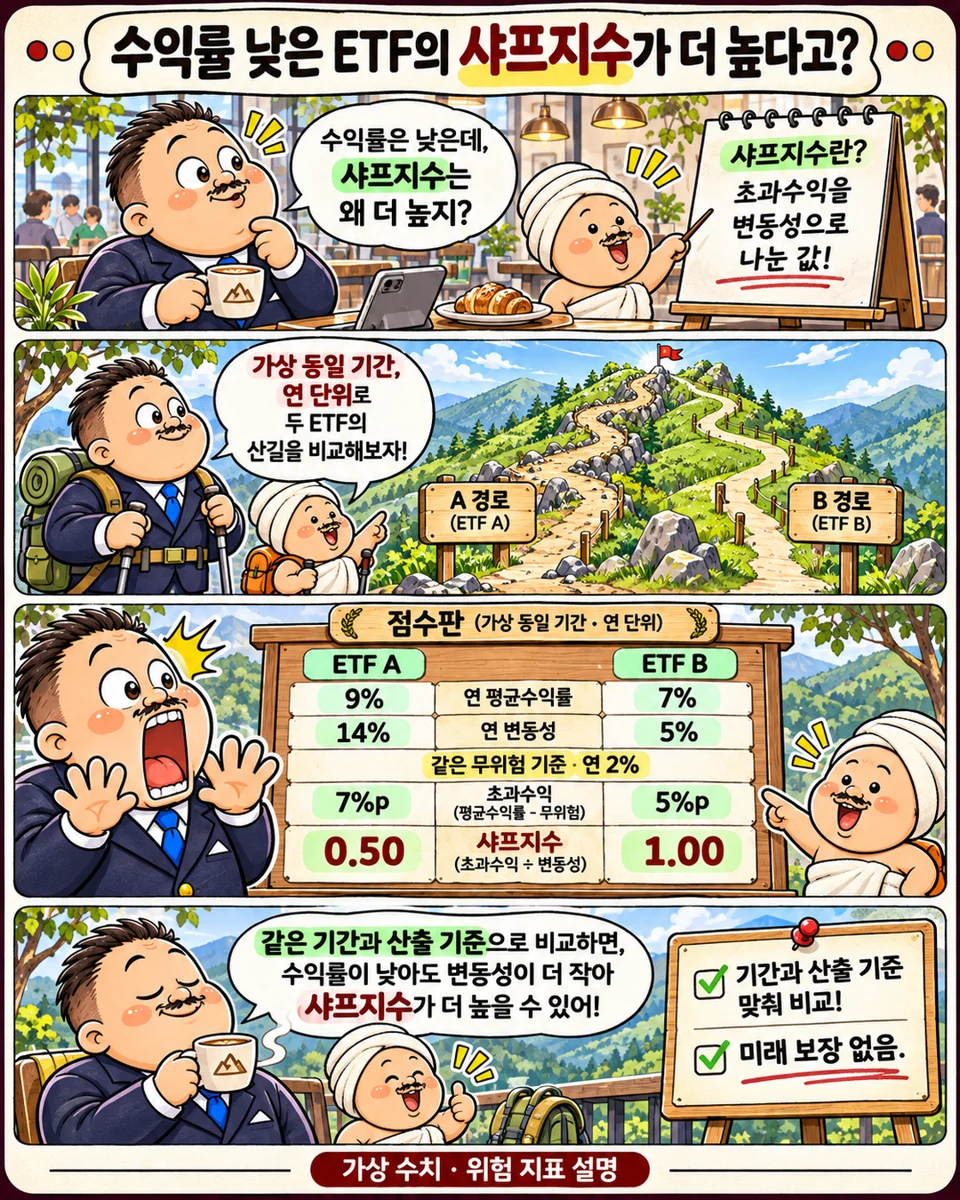 수익률 낮은 ETF의 샤프지수가 더 높다고?
수익률은 낮은데,
샤프지수는
왜 더 높지?
샤프지수란?
초과수익을
변동성으로
나눈 값!
가상 동일 기간,
연 단위로
두 ETF의
산길을 비교해보자!
A 경로
(ETF A)
B 경로
(ETF B)
점수판 (가상 동일 기간 · 연 단위)
ETF A
ETF B
9% 연 평균수익률 7%
14% 연 변동성 5%
같은 무위험 기준 · 연 2%
7%p 초과수익 5%p
(평균수익률 - 무위험)
0.50 샤프지수 1.00
(초과수익 ÷ 변동성)
같은 기간과 산출 기준으로 비교하면,
수익률이 낮아도 변동성이 더 작아
샤프지수가 더 높을 수 있어!
기간과 산출 기준
맞춰 비교!
미래 보장 없음.
가상 수치 · 위험 지표 설명